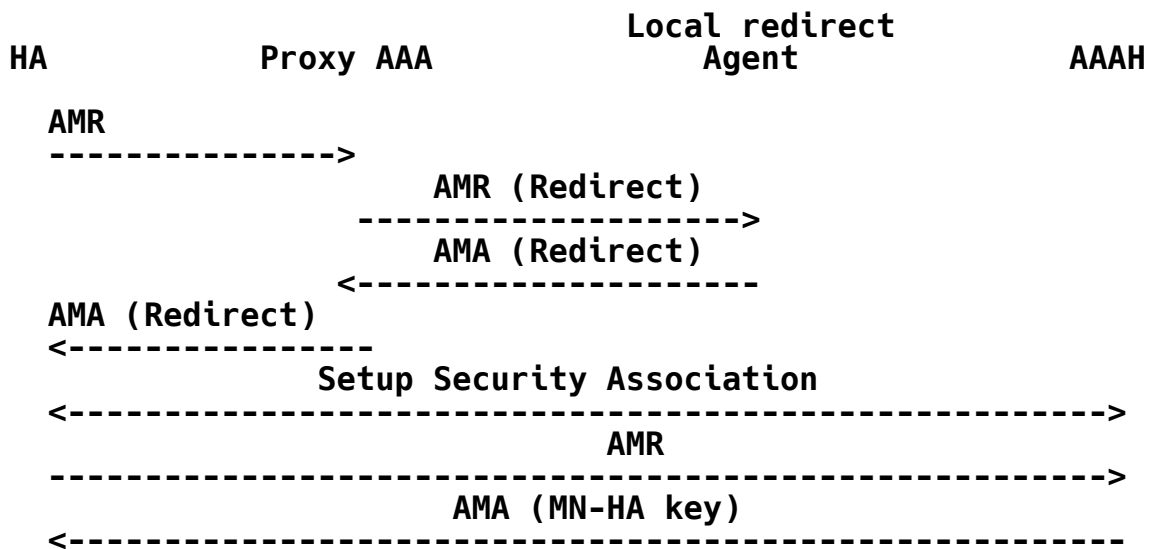 Local redirect
HA Proxy AAA Agent AAAH
AMR
--------------->
AMR (Redirect)
-------------------->
AMA (Redirect)
<---------------------
AMA (Redirect)
<----------------
Setup Security Association
<------------------------------------------------------>
AMR
------------------------------------------------------->
AMA (MN-HA key)
<-------------------------------------------------------